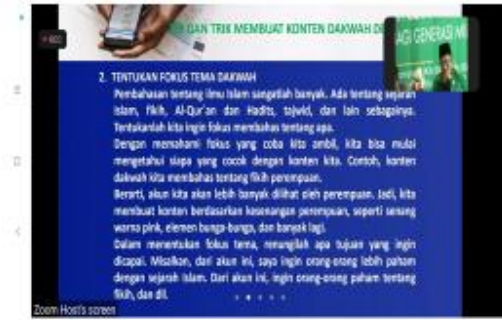 DAN TRIK MEMBUAT KONTEN DAKWAH
AGI GENERASI
2. TENTUKAN FOKUS TEMA DAKWAH
Pembahasan tentang ilmu Islam sangatlah banyak. Ada tentang sejarah
Islam, fikih, Al-Qur'an dan Hadits, tajwid, dan lain sebagainya.
Tentukanlah kita ingin fokus membahas tentang apa.
Dengan memahami fokus yang coba kita ambil, kita bisa mulai
mengetahui siapa yang cocok dengan konten kita. Contoh, konten
dakwah kita membahas tentang fikih perempuan.
Berarti, akun kita akan lebih banyak dilihat oleh perempuan. Jadi, kita
membuat konten berdasarkan kesenangan perempuan, seperti senang
warna pink, elemen bunga-bunga, dan banyak lagi.
Dalam menentukan fokus tema, renungilah apa tujuan yang ingin
dicapai. Misalkan, dari akun ini, saya ingin orang-orang lebih paham
dengan sejarah Islam. Dari akun ini, ingin orang-orang paham tentang
fikih, dan dll.
Zoom Host's screen